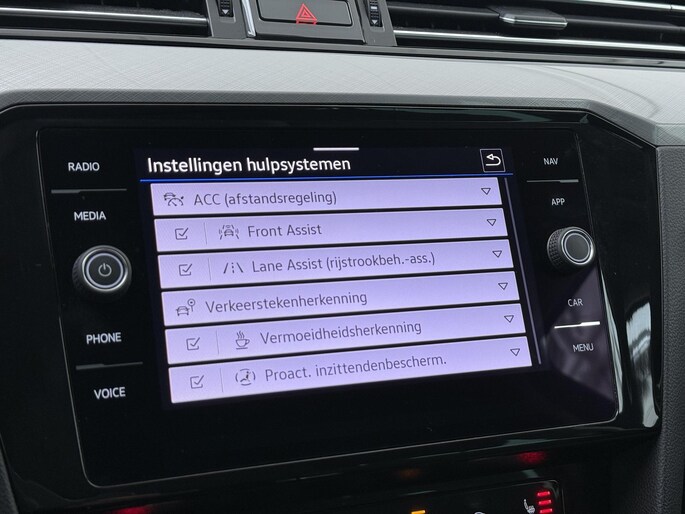 RADIO
MEDIA
PHONE
VOICE
Instellingen hulpsystemen
ACC (afstandsregeling)
Front Assist
Lane Assist (rijstrookbeh.-ass.)
Verkeerstekenherkenning
Vermoeidheidsherkenning
Proact. inzittendenbescherm.
NAV
APP
CAR
MENU